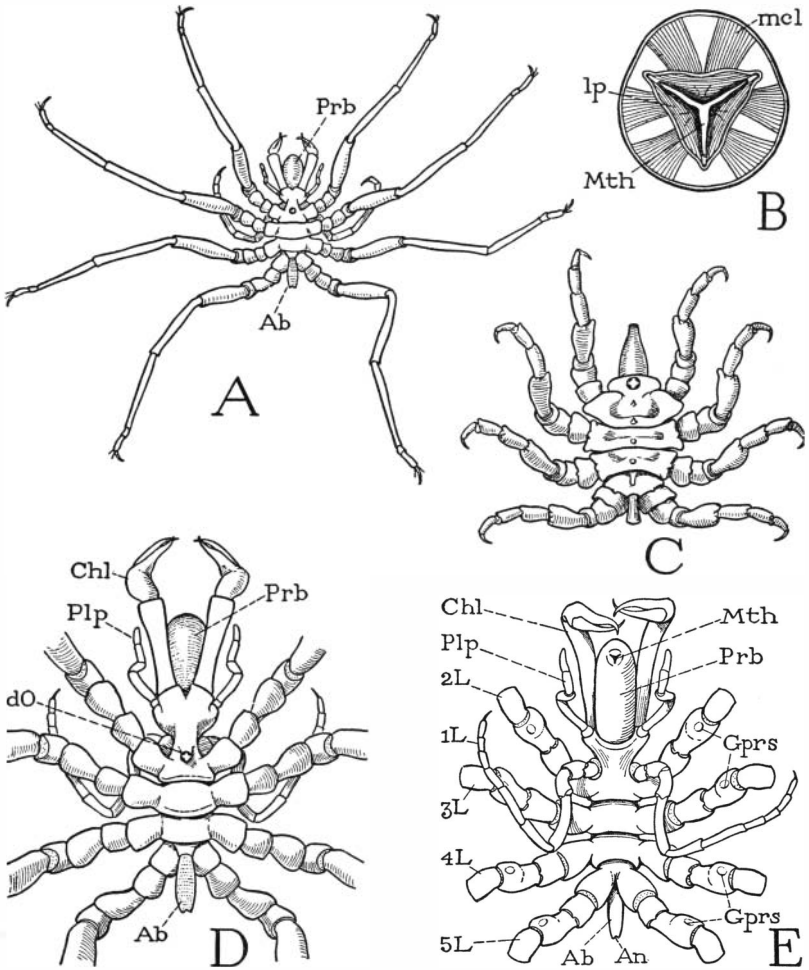 Prb
Ab
A
mcl
lp
Mth
B
C
Chl
Plp
Prb
dO
Ab
D
Chl
Plp
2L
1L
3L
4L
5L
Mth
Prb
Gprs
Gprs
Ab
An
E